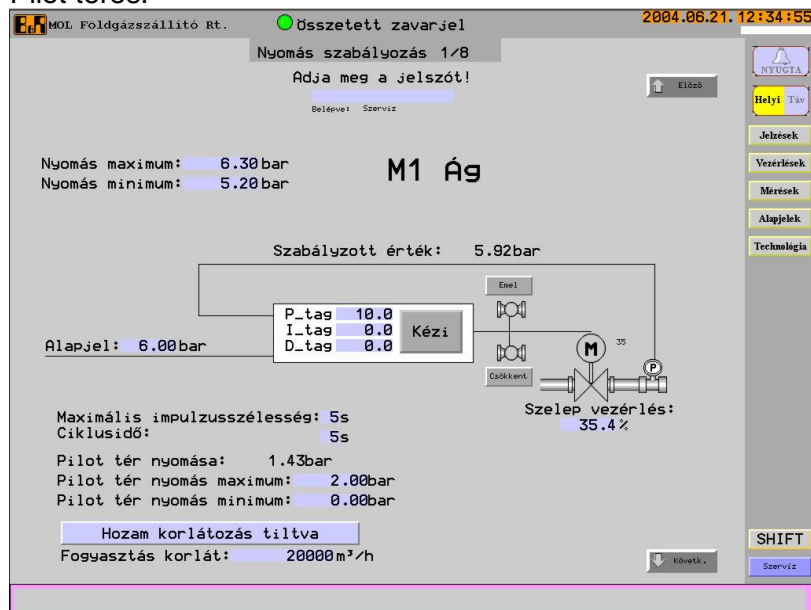 Pilot töros.
MOL Földgázszállító Rt.
Összetett zavarjel
2004.06.21. 12:34:55
Nyomás szabályozás 1/8
Adja meg a jelszót!
Belépve: Szerviz
Előző
NYUGTA
Helyi Táv
Jelzések
Vezérlések
Mérések
Alapjelek
Technológia
Nyomás maximum: 6.30 bar
Nyomás minimum: 5.20 bar
M1 Ág
Szabályzott érték: 5.92bar
Emel
P_tag 10.0
I_tag 0.0
D_tag 0.0
Kézi
Alapjel: 6.00 bar
M
35
P
Csökkent
Szelep vezérlés:
35.4 %
Maximális impulzusszélesség: 5s
Ciklusidő: 5s
Pilot tér nyomása: 1.43bar
Pilot tér nyomás maximum: 2.00bar
Pilot tér nyomás minimum: 0.00bar
Hozam korlátozás tiltva
Fogyasztás korlát: 20000 m³/h
Követk.
SHIFT
Szerviz